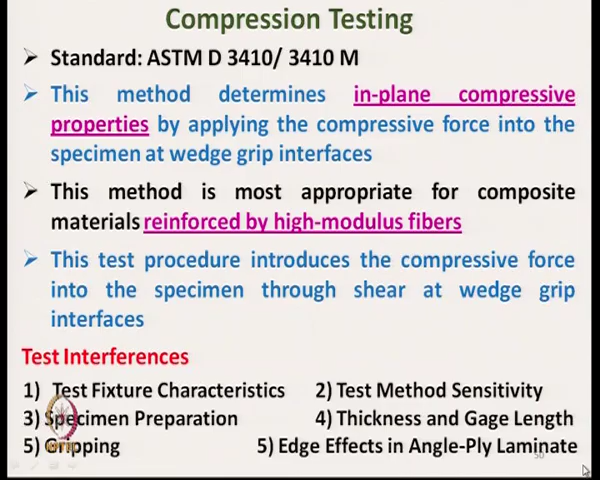 Compression Testing
Standard: ASTM D 3410/ 3410 M
This method determines in-plane compressive
properties by applying the compressive force into the
specimen at wedge grip interfaces
This method is most appropriate for composite
materials reinforced by high-modulus fibers
This test procedure introduces the compressive force
into the specimen through shear at wedge grip
interfaces
Test Interferences
1) Test Fixture Characteristics 2) Test Method Sensitivity
3) Specimen Preparation 4) Thickness and Gage Length
5) Gripping 5) Edge Effects in Angle-Ply Laminate
50